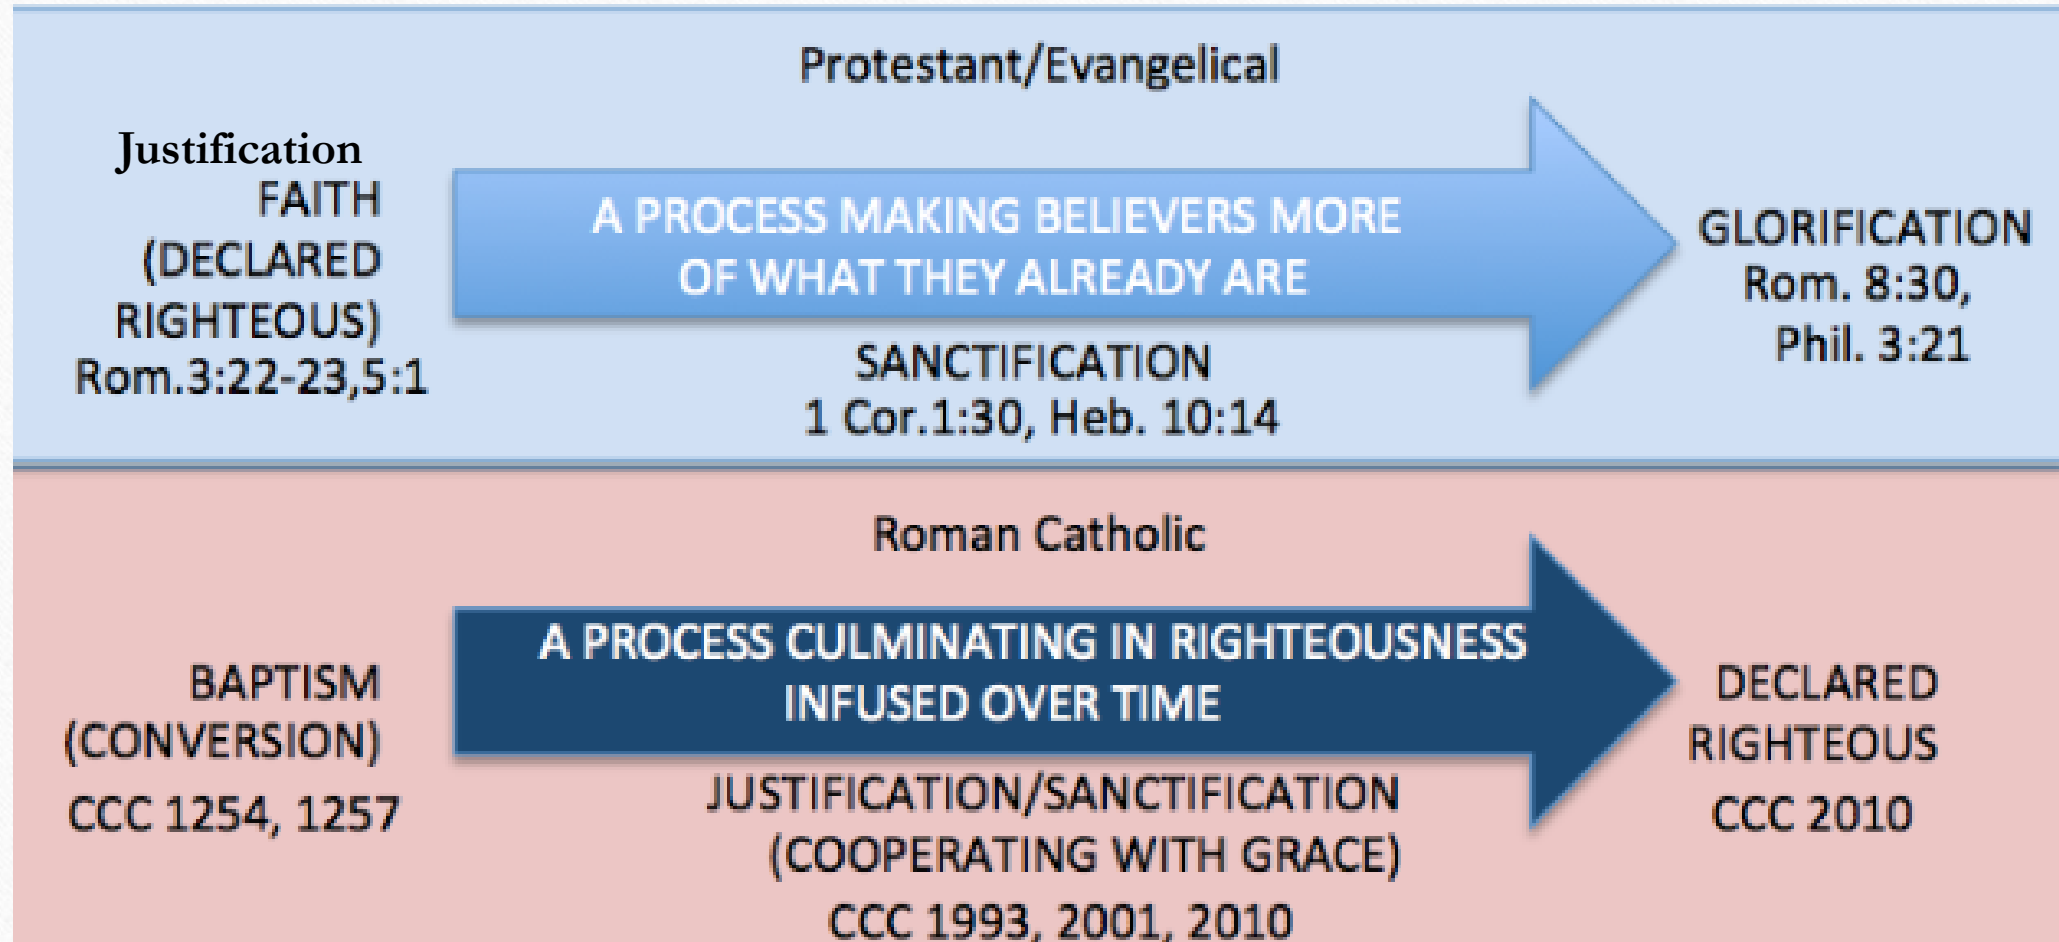 Protestant/Evangelical
Justification
FAITH
(DECLARED
RIGHTEOUS)
Rom.3:22-23,5:1
A PROCESS MAKING BELIEVERS MORE
OF WHAT THEY ALREADY ARE
SANCTIFICATION
1 Cor.1:30, Heb. 10:14
GLORIFICATION
Rom. 8:30,
Phil. 3:21
Roman Catholic
BAPTISM
(CONVERSION)
CCC 1254, 1257
A PROCESS CULMINATING IN RIGHTEOUSNESS
INFUSED OVER TIME
JUSTIFICATION/SANCTIFICATION
(COOPERATING WITH GRACE)
CCC 1993, 2001, 2010
DECLARED
RIGHTEOUS
CCC 2010